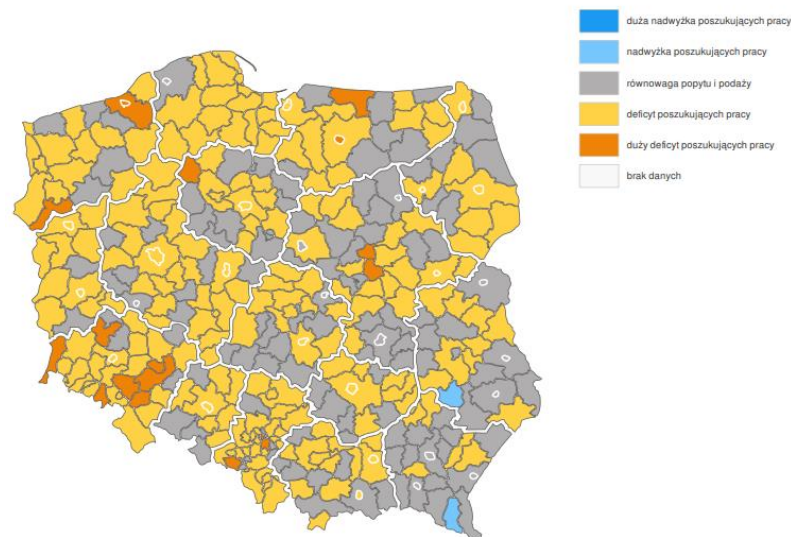 duża nadwyżka poszukujących pracy
nadwyżka poszukujących pracy
równowaga popytu i podaży
deficyt poszukujących pracy
duży deficyt poszukujących pracy
brak danych